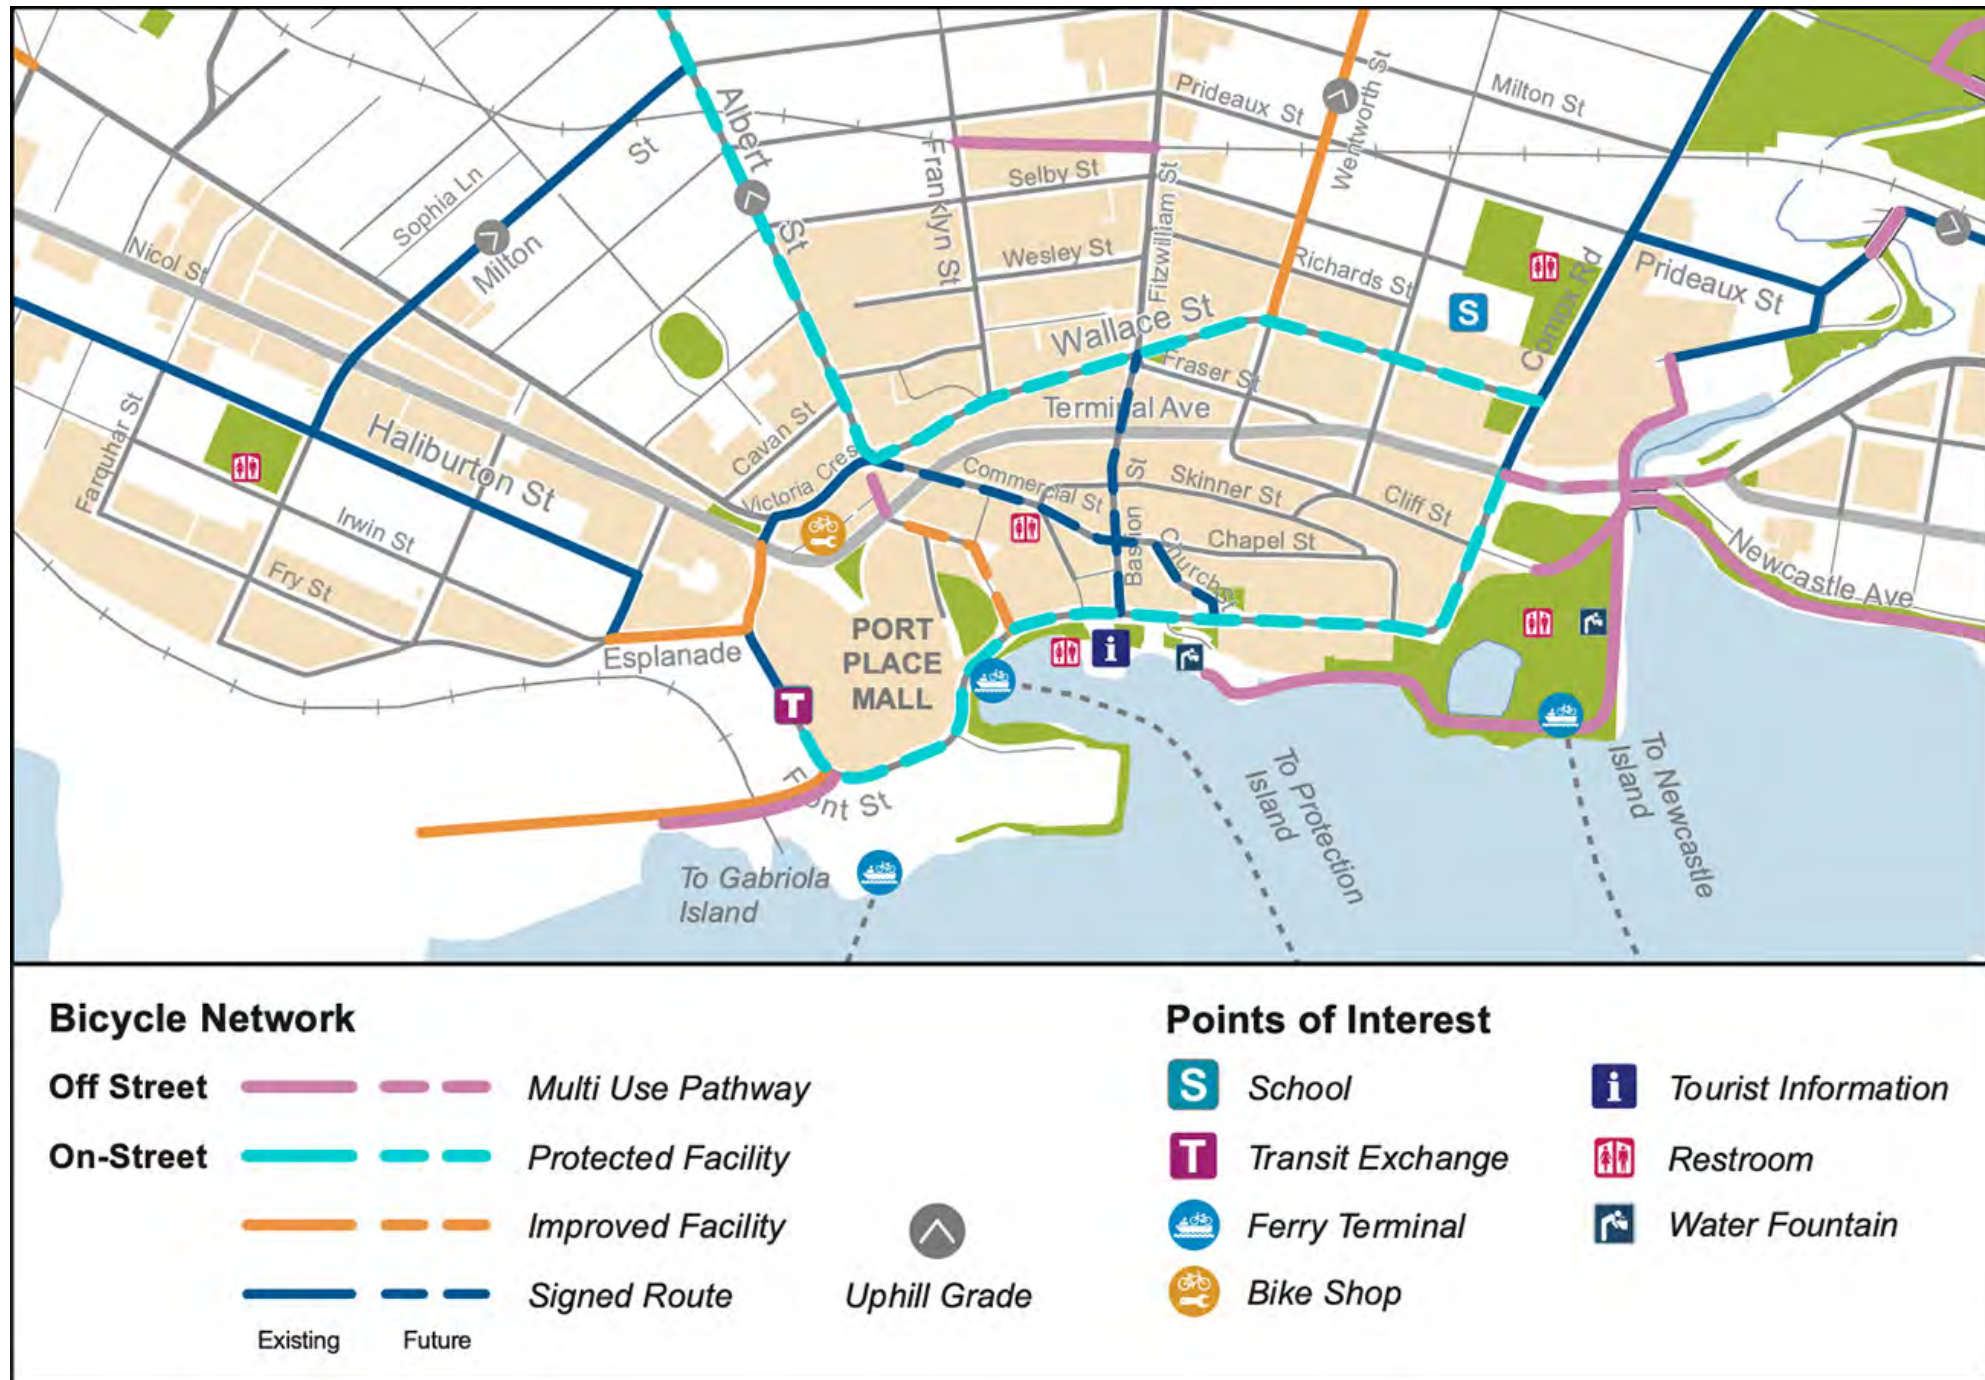 Albert
St
St
Sophia Ln
Milton
Nicol St
Franklyn St
Prideaux St
Wentworth St
Milton St
Selby St
Wesley St
Fitzwilliam St
Richards St
S
Comox Rd
Prideaux St
Wallace St
Fraser St
Terminal Ave
Farquhar St
Haliburton St
Cavan St
Victoria Cres
Commercial St
St
Bastion
Skinner St
Cliff St
Irwin St
Chapel St
Church St
Fry St
Newcastle Ave
Esplanade
PORT
PLACE
MALL
i
T
Front St
To Gabriola
Island
To Protection
Island
To Newcastle
Island
Bicycle Network
Off Street
Multi Use Pathway
On-Street
Protected Facility
Improved Facility
Signed Route
Existing
Future
Uphill Grade
Points of Interest
S School
T Transit Exchange
Ferry Terminal
Bike Shop
i Tourist Information
Restroom
Water Fountain